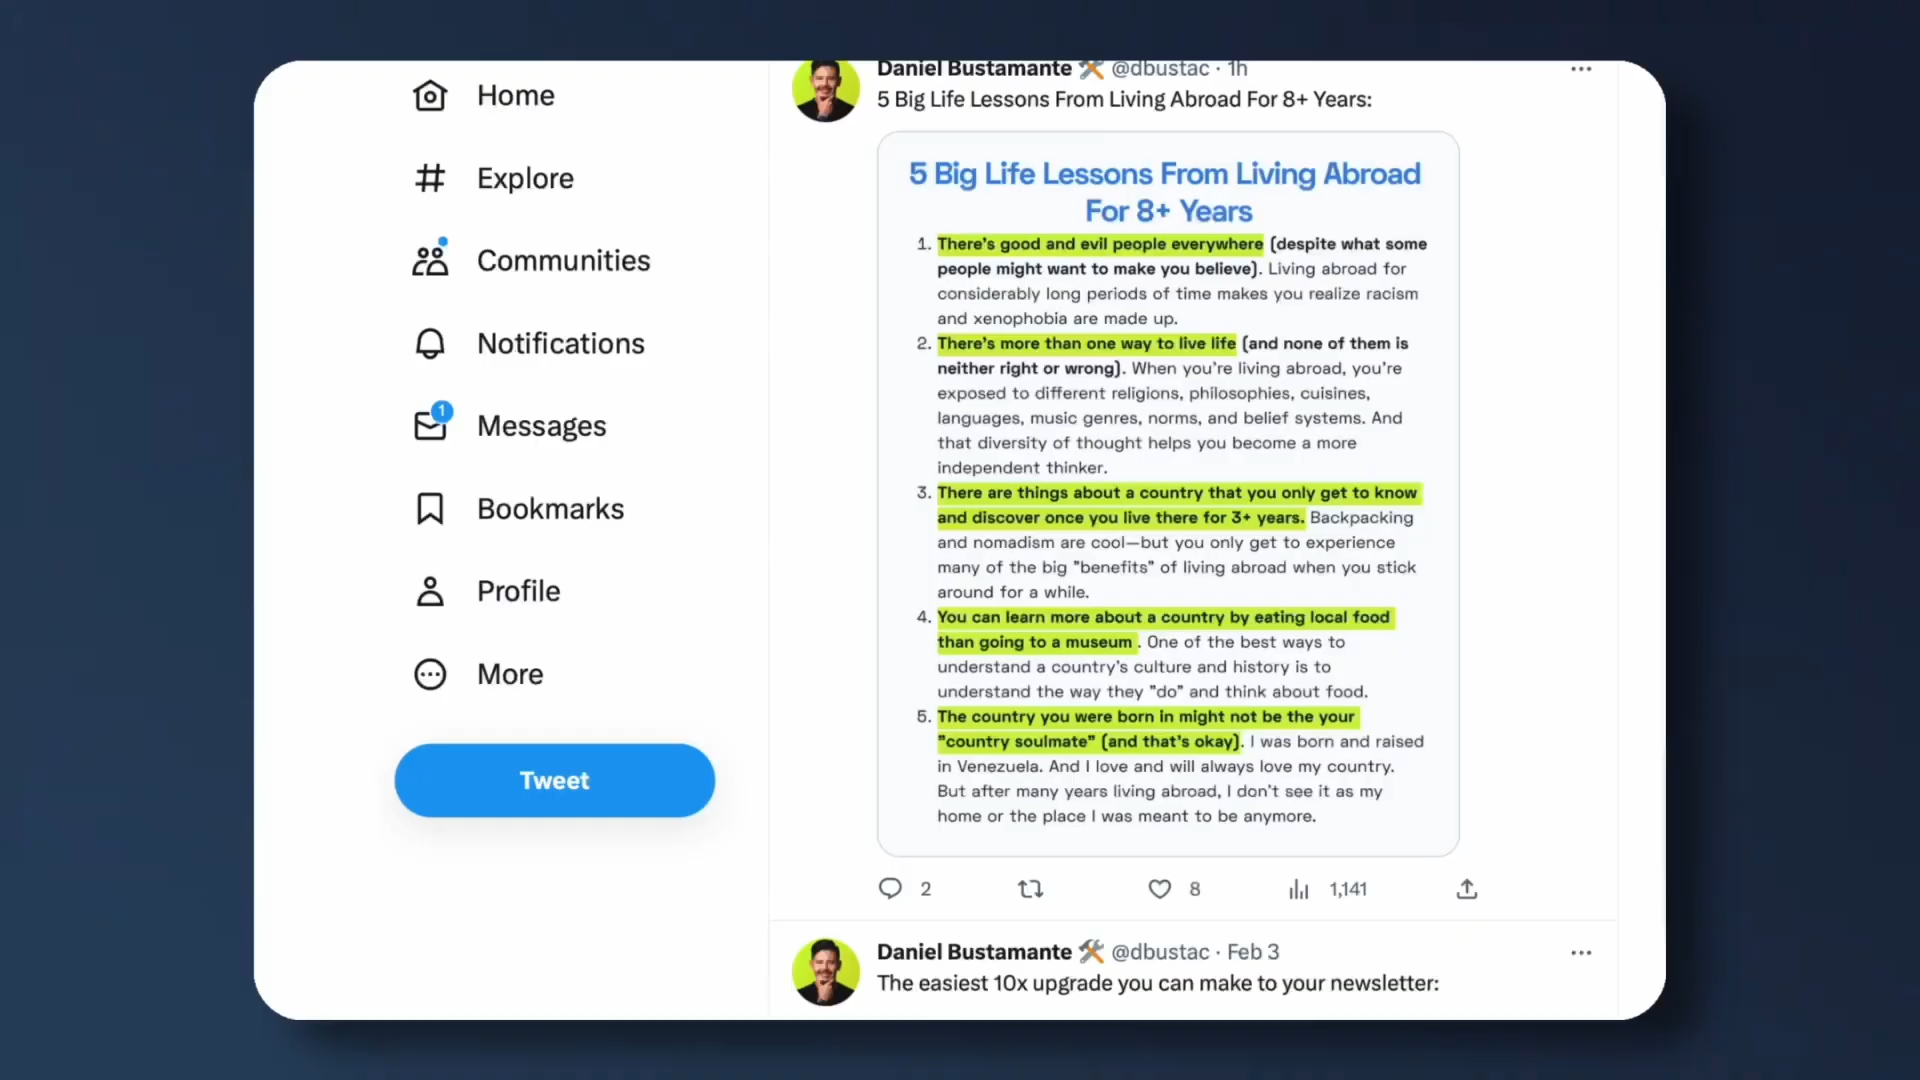 Home
Explore
Communities
Notifications
1
Messages
Bookmarks
Profile
More
Tweet
Daniel Bustamante 🛠️ @dbustac · 1h
5 Big Life Lessons From Living Abroad For 8+ Years:
5 Big Life Lessons From Living Abroad
For 8+ Years
1. There's good and evil people everywhere (despite what some
people might want to make you believe). Living abroad for
considerably long periods of time makes you realize racism
and xenophobia are made up.
2. There's more than one way to live life (and none of them is
neither right or wrong). When you're living abroad, you're
exposed to different religions, philosophies, cuisines,
languages, music genres, norms, and belief systems. And
that diversity of thought helps you become a more
independent thinker.
3. There are things about a country that you only get to know
and discover once you live there for 3+ years. Backpacking
and nomadism are cool—but you only get to experience
many of the big "benefits" of living abroad when you stick
around for a while.
4. You can learn more about a country by eating local food
than going to a museum . One of the best ways to
understand a country's culture and history is to
understand the way they "do" and think about food.
5. The country you were born in might not be the your
"country soulmate" (and that's okay). I was born and raised
in Venezuela. And I love and will always love my country.
But after many years living abroad, I don't see it as my
home or the place I was meant to be anymore.
2 8 1,141
Daniel Bustamante 🛠️ @dbustac · Feb 3
The easiest 10x upgrade you can make to your newsletter: